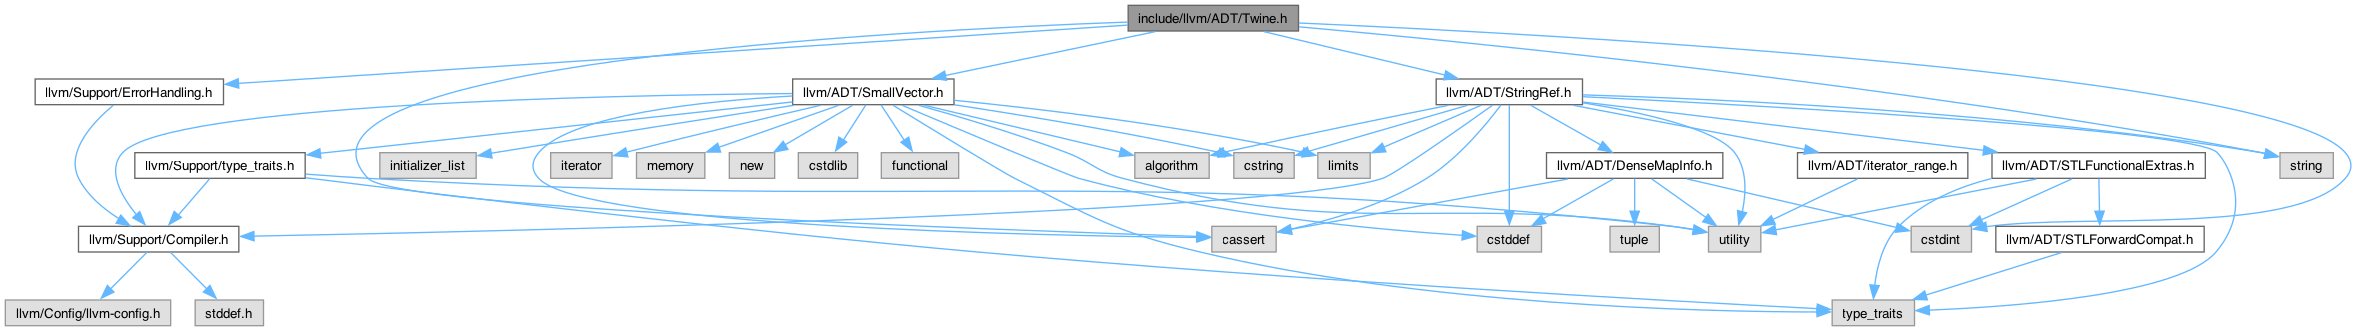 include/llvm/ADT/Twine.h
llvm/Support/ErrorHandling.h
llvm/ADT/SmallVector.h
llvm/ADT/StringRef.h
llvm/Support/type_traits.h
initializer_list
iterator
memory
new
cstdlib
functional
algorithm
cstring
limits
llvm/ADT/DenseMapInfo.h
llvm/ADT/iterator_range.h
llvm/ADT/STLFunctionalExtras.h
string
llvm/Support/Compiler.h
cassert
cstddef
tuple
utility
cstdint
llvm/ADT/STLForwardCompat.h
llvm/Config/llvm-config.h
stddef.h
type_traits